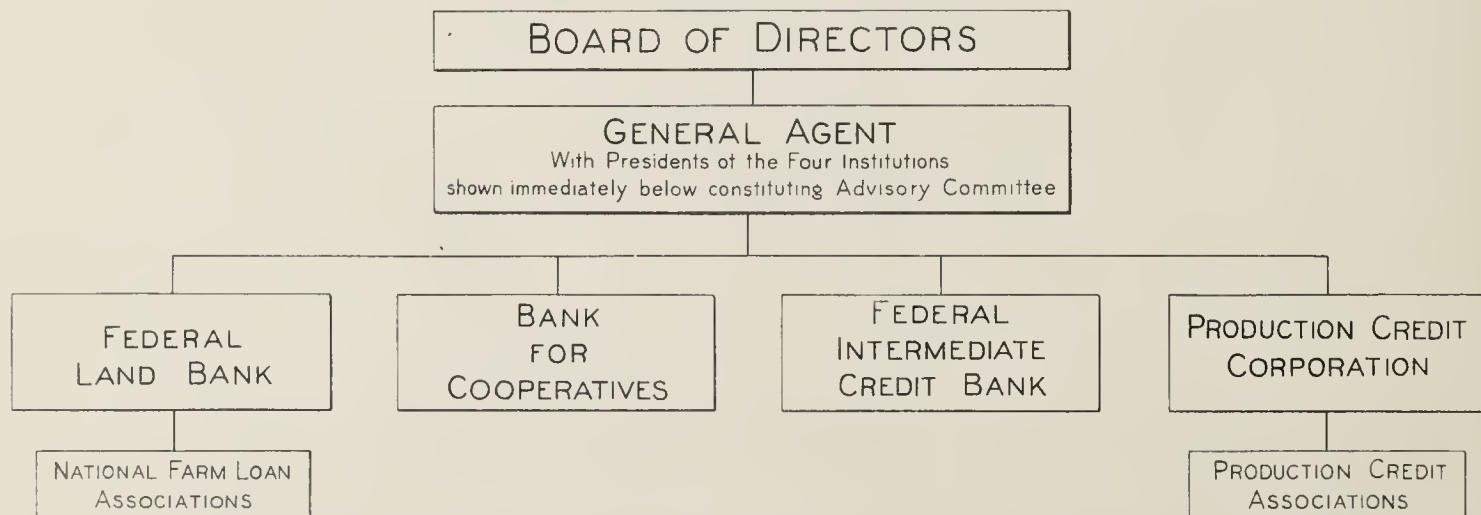 BOARD OF DIRECTORS
GENERAL AGENT
With Presidents of the Four Institutions
shown immediately below constituting Advisory Committee
FEDERAL
LAND BANK
BANK
FOR
COOPERATIVES
FEDERAL
INTERMEDIATE
CREDIT BANK
PRODUCTION CREDIT
CORPORATION
NATIONAL FARM LOAN
ASSOCIATIONS
PRODUCTION CREDIT
ASSOCIATIONS